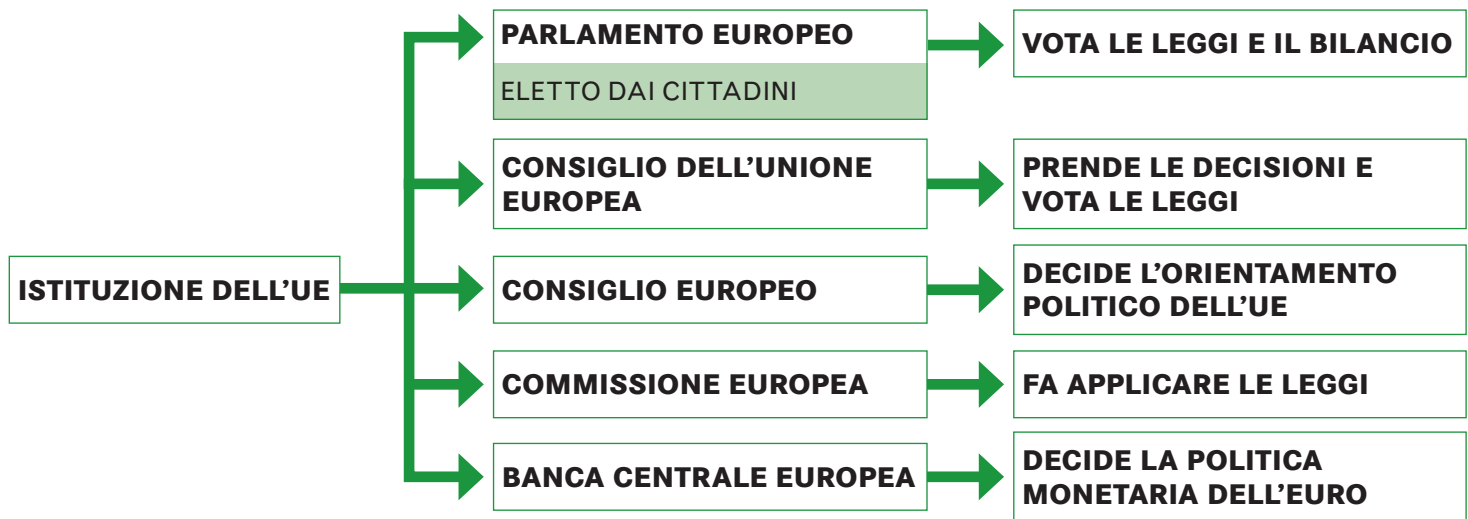 PARLAMENTO EUROPEO
ELETTO DAI CITTADINI
VOTA LE LEGGI E IL BILANCIO
CONSIGLIO DELL'UNIONE
EUROPEA
PRENDE LE DECISIONI E
VOTA LE LEGGI
ISTITUZIONE DELL'UE
CONSIGLIO EUROPEO
DECIDE L'ORIENTAMENTO
POLITICO DELL'UE
COMMISSIONE EUROPEA
FA APPLICARE LE LEGGI
BANCA CENTRALE EUROPEA
DECIDE LA POLITICA
MONETARIA DELL'EURO